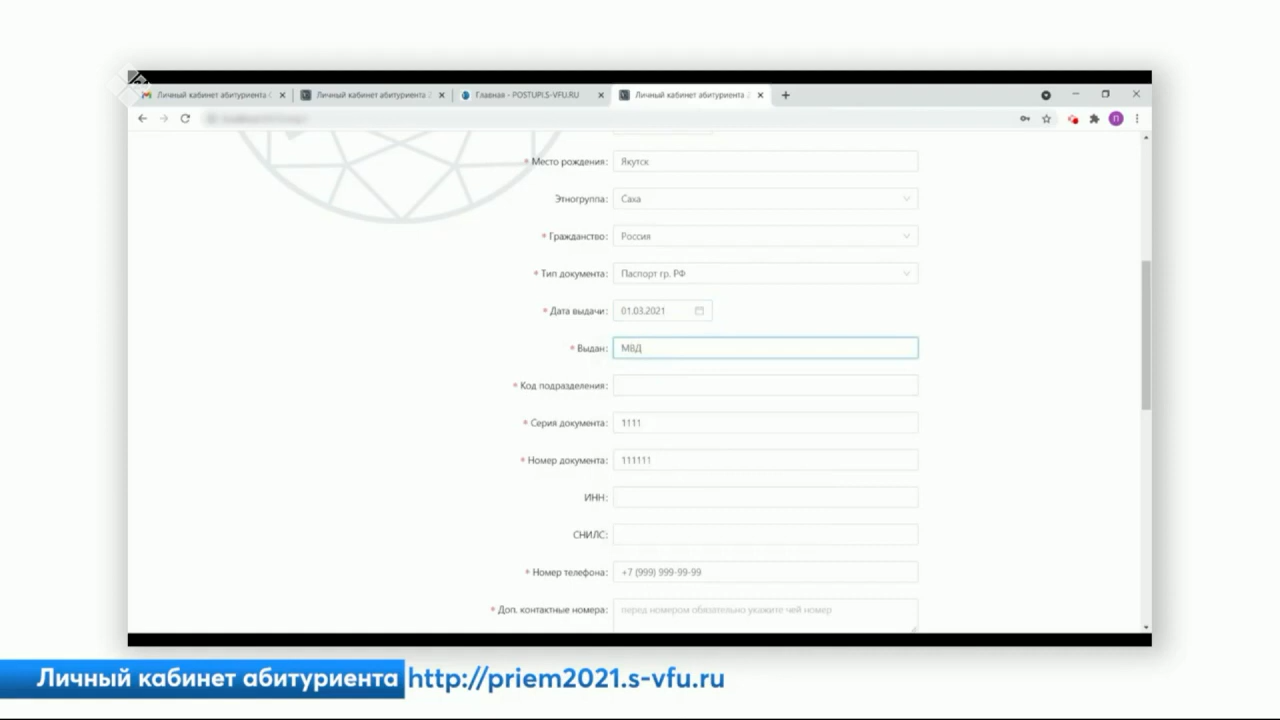 Личный кабинет абитуриента
Личный кабинет абитуриента
Главная - POSTUPI.S-VFU.RU
Личный кабинет абитуриента
П
* Место рождения: Якутск
Этногруппа: Саха
* Гражданство: Россия
* Тип документа: Паспорт гр. РФ
* Дата выдачи: 01.03.2021
* Выдан: МВД
* Код подразделения:
* Серия документа: 1111
* Номер документа: 111111
ИНН:
СНИЛС:
* Номер телефона: +7 (999) 999-99-99
* Доп. контактные номера: перед номером обязательно укажите чей номер
Личный кабинет абитуриента http://priem2021.s-vfu.ru